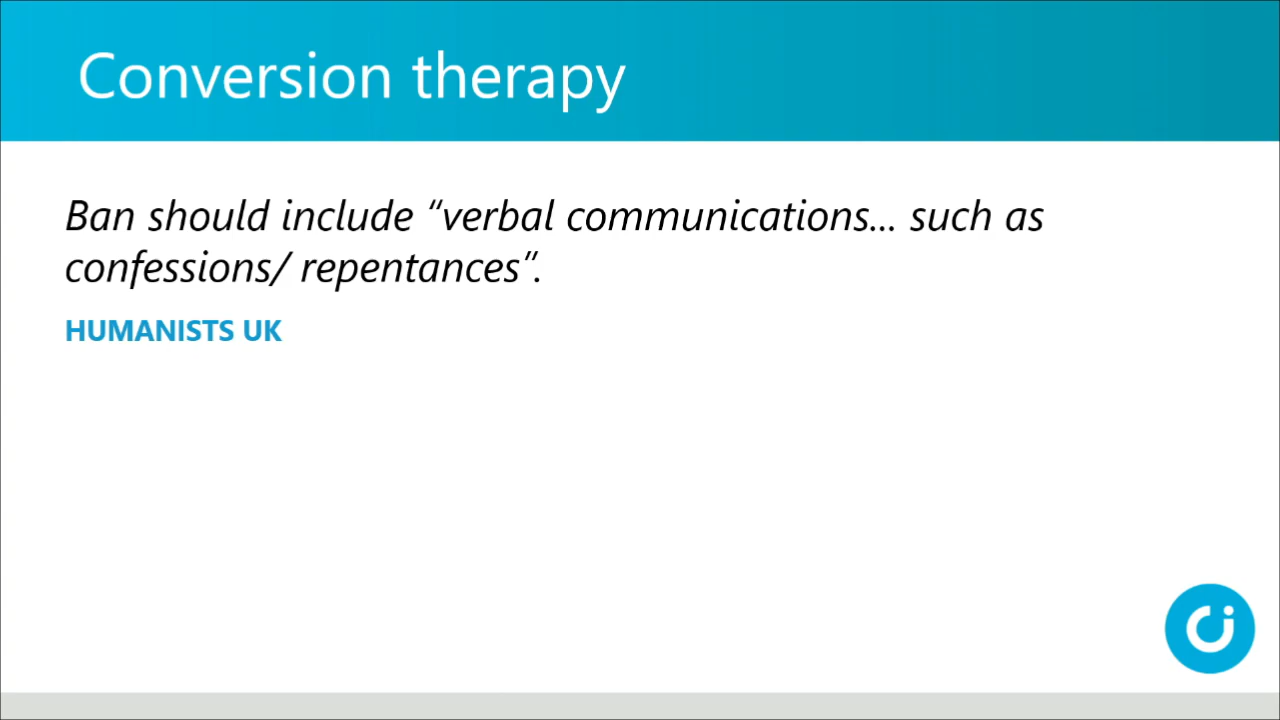 Conversion therapy
Ban should include “verbal communications... such as
confessions/ repentances”.
HUMANISTS UK